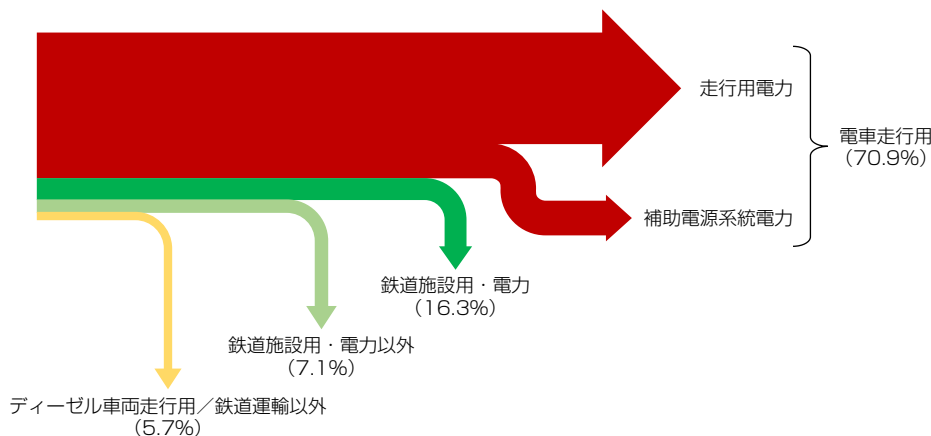 走行用電力
電車走行用
（70.9%）
補助電源系統電力
鉄道施設用・電力
（16.3%）
鉄道施設用・電力以外
（7.1%）
ディーゼル車両走行用／鉄道運輸以外
（5.7%）